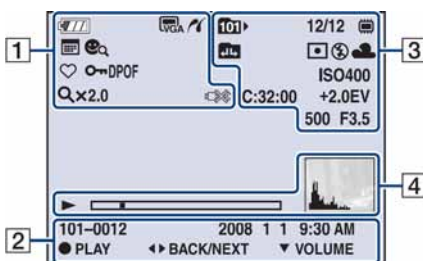 VGA 101 12/12
1 3
DPOF ISO400
×2.0 C:32:00 +2.0EV
500 F3.5
4
101–0012 2008 1 1 9:30 AM
2
PLAY BACK/NEXT VOLUME